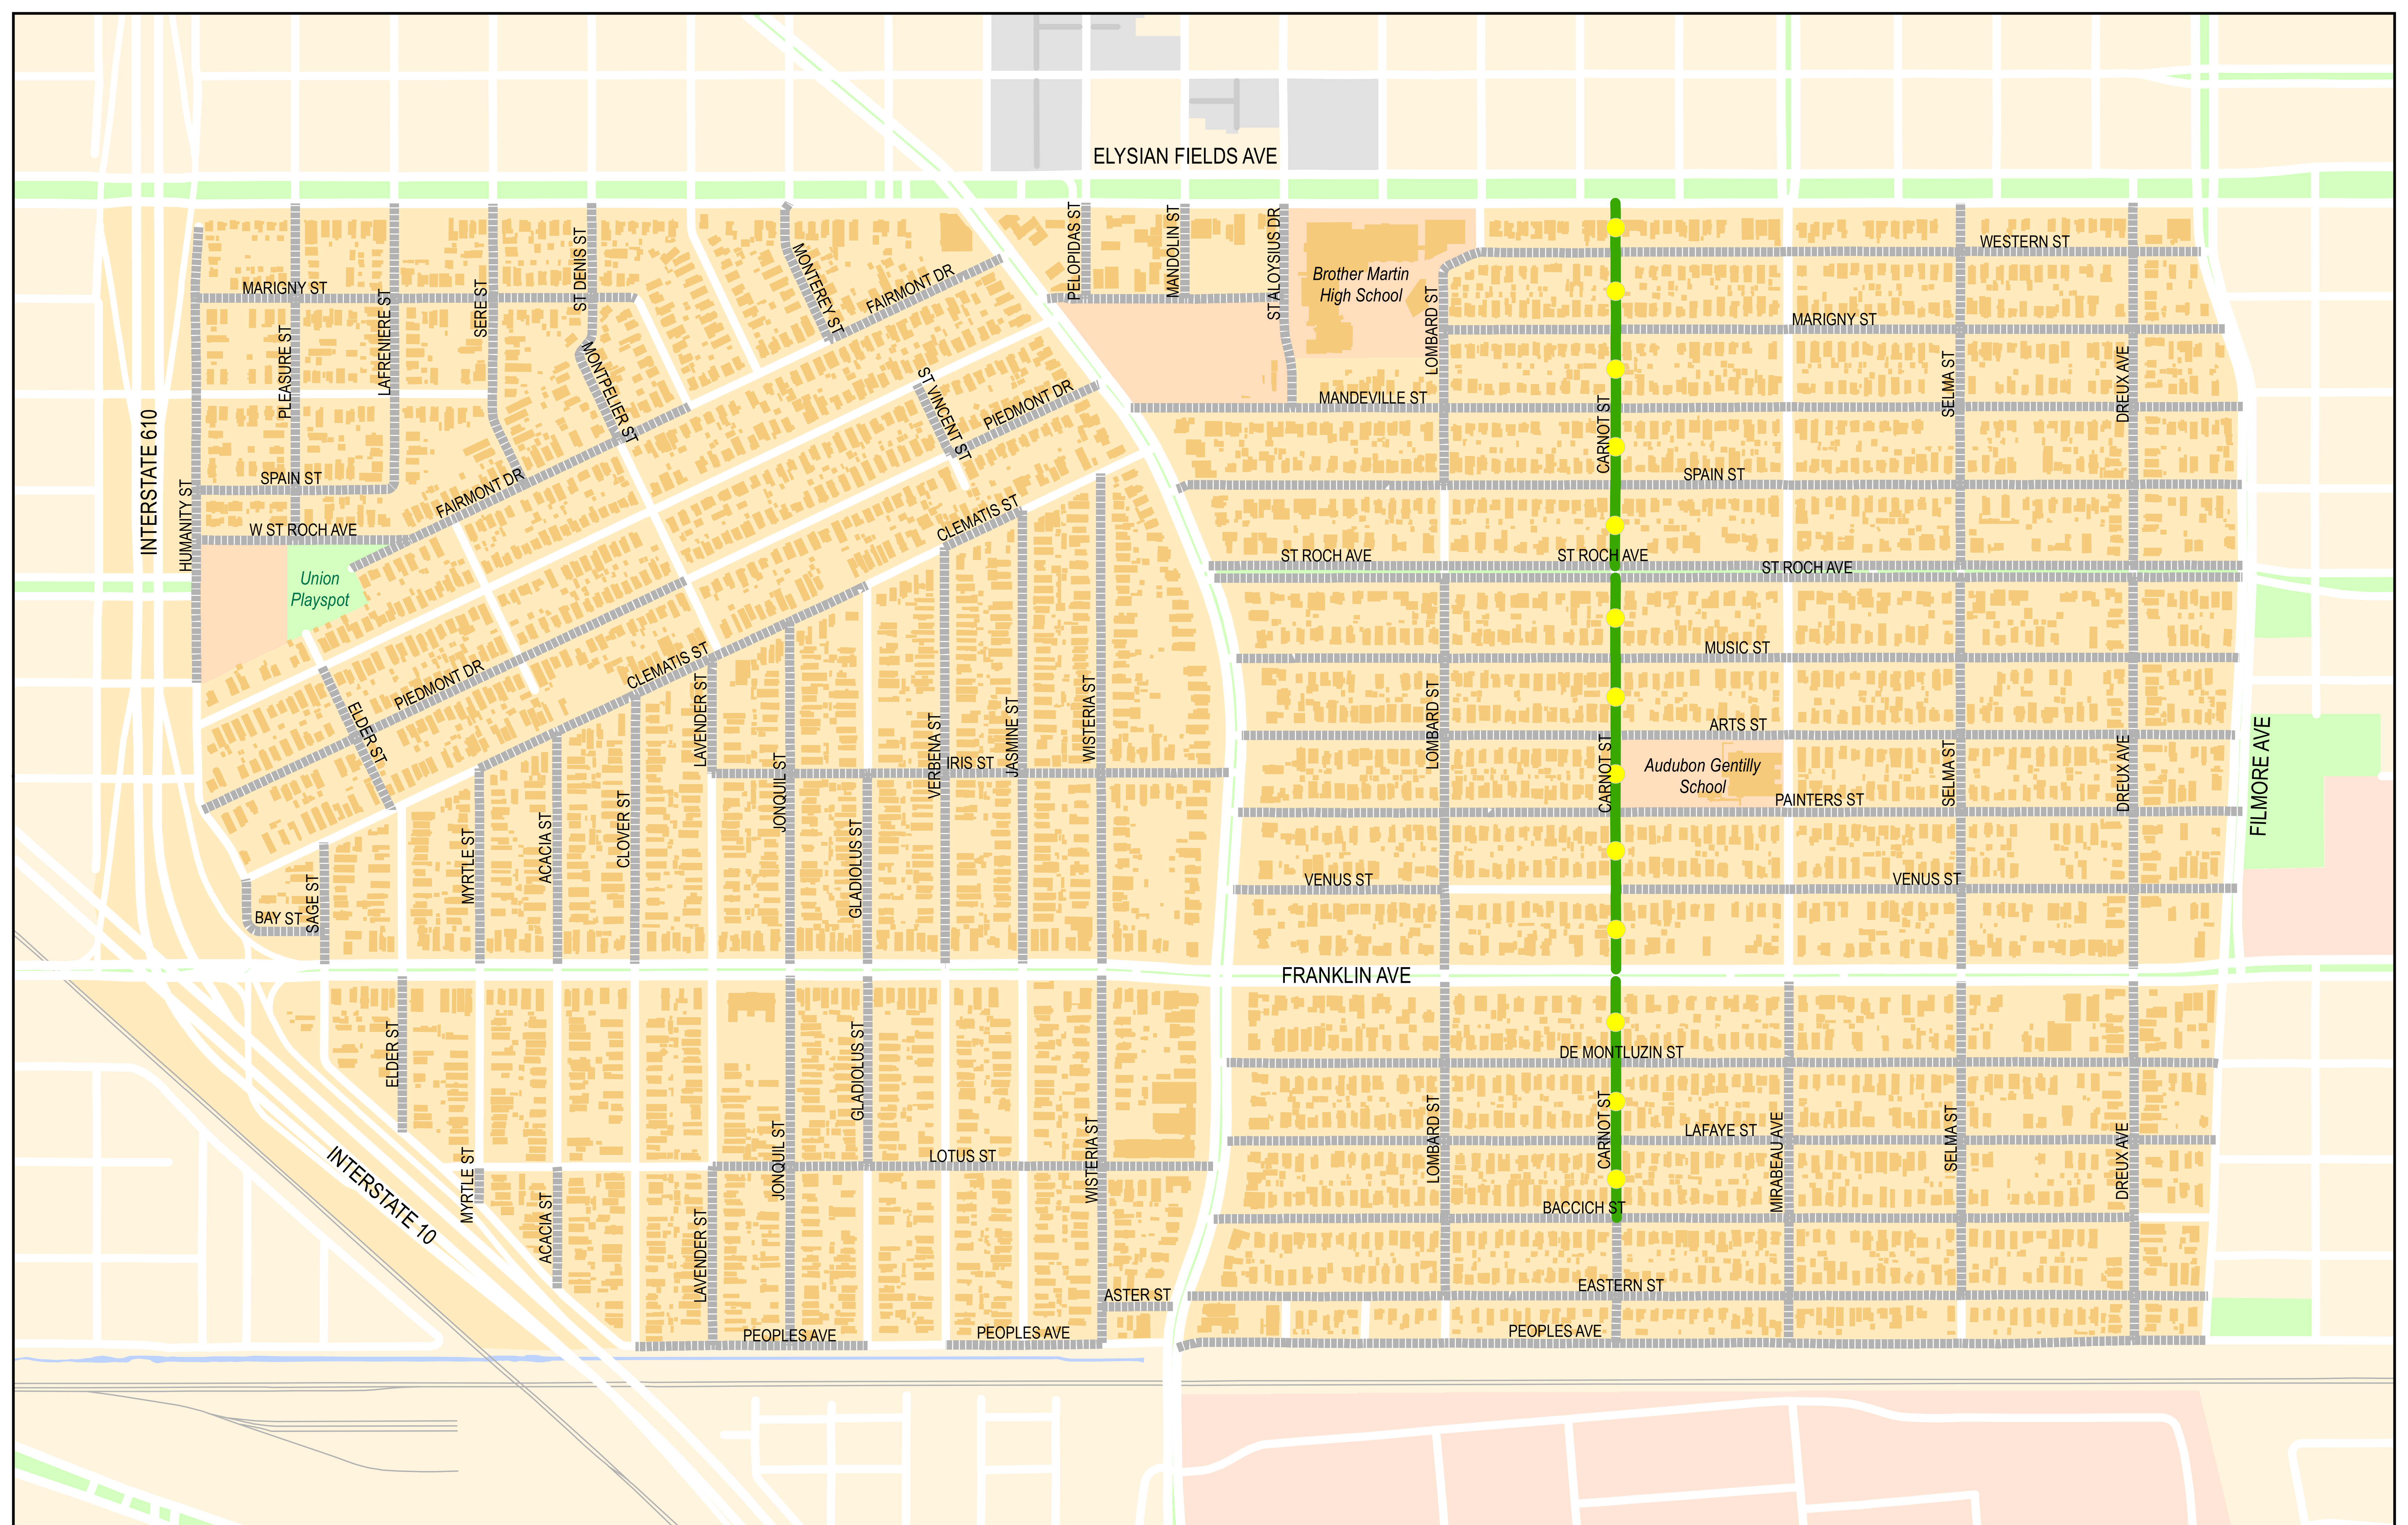 ELYSIAN FIELDS AVE
PELOPIDAS ST
MANDOLIN ST
ST ALOYSIUS DR
WESTERN ST
ST DENIS ST
MONTEREY ST
FAIRMONT DR
Brother Martin
High School
MARIGNY ST
PLEASURE ST
LAFRENIERE ST
SERE ST
LOMBARD ST
MARIGNY ST
MONTPELIER ST
ST VINCENT ST
PIEDMONT DR
MANDEVILLE ST
CARNOT ST
SELMA ST
DREUX AVE
INTERSTATE 610
HUMANITY ST
SPAIN ST
FAIRMONT DR
SPAIN ST
W ST ROCH AVE
CLEMATIS ST
ST ROCH AVE
ST ROCH AVE
ST ROCH AVE
Union
Playspot
MUSIC ST
CLEMATIS ST
PIEDMONT DR
ELDER ST
LAVENDER ST
JONQUIL ST
VERBENA ST
IRIS ST
JASMINE ST
WISTERIA ST
LOMBARD ST
CARNOT ST
ARTS ST
Audubon Gentilly
School
SELMA ST
DREUX AVE
FILMORE AVE
PAINTERS ST
MYRTLE ST
ACACIA ST
CLOVER ST
GLADIOLUS ST
VENUS ST
VENUS ST
BAY ST
SAGE ST
FRANKLIN AVE
ELDER ST
GLADIOLUS ST
DE MONTLUZIN ST
LAFAYE ST
LOMBARD ST
CARNOT ST
MIRABEAU AVE
SELMA ST
DREUX AVE
INTERSTATE 10
MYRTLE ST
ACACIA ST
LAVENDER ST
JONQUIL ST
LOTUS ST
WISTERIA ST
BACCICH ST
ASTER ST
EASTERN ST
PEOPLES AVE
PEOPLES AVE
PEOPLES AVE